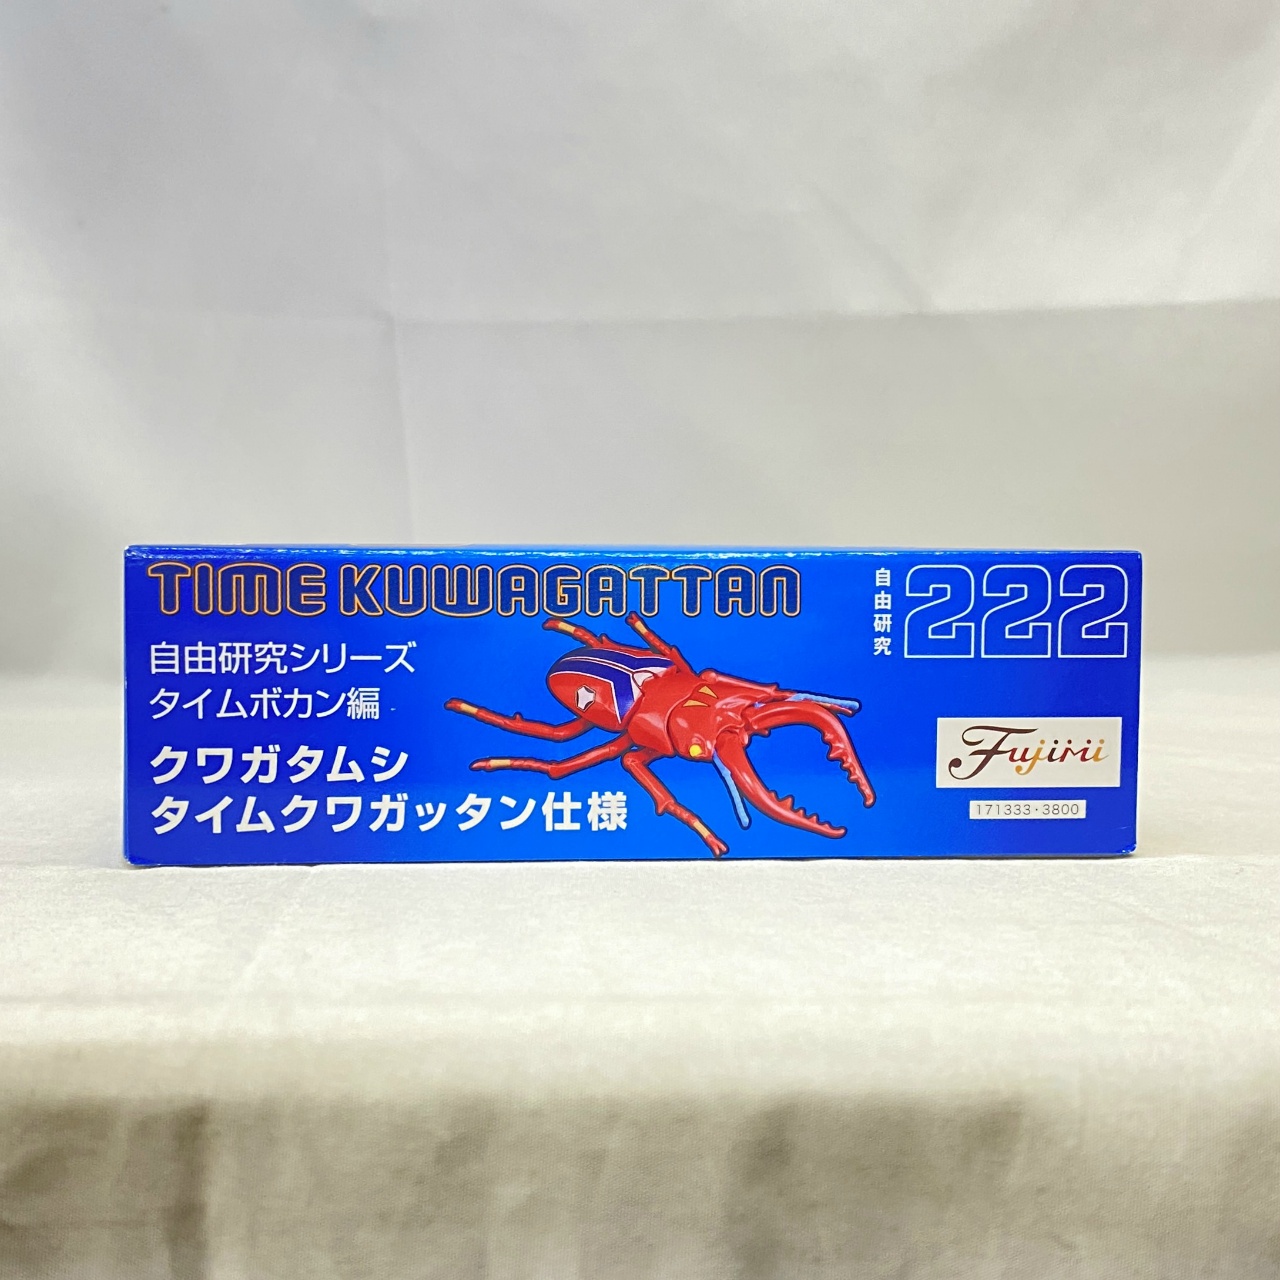 TIME KUWAGATTAN
自由研究シリーズ
タイムボカン編
クワガタムシ
タイムクワガッタン仕様
自由研究
222
Fujimi
171333・3800